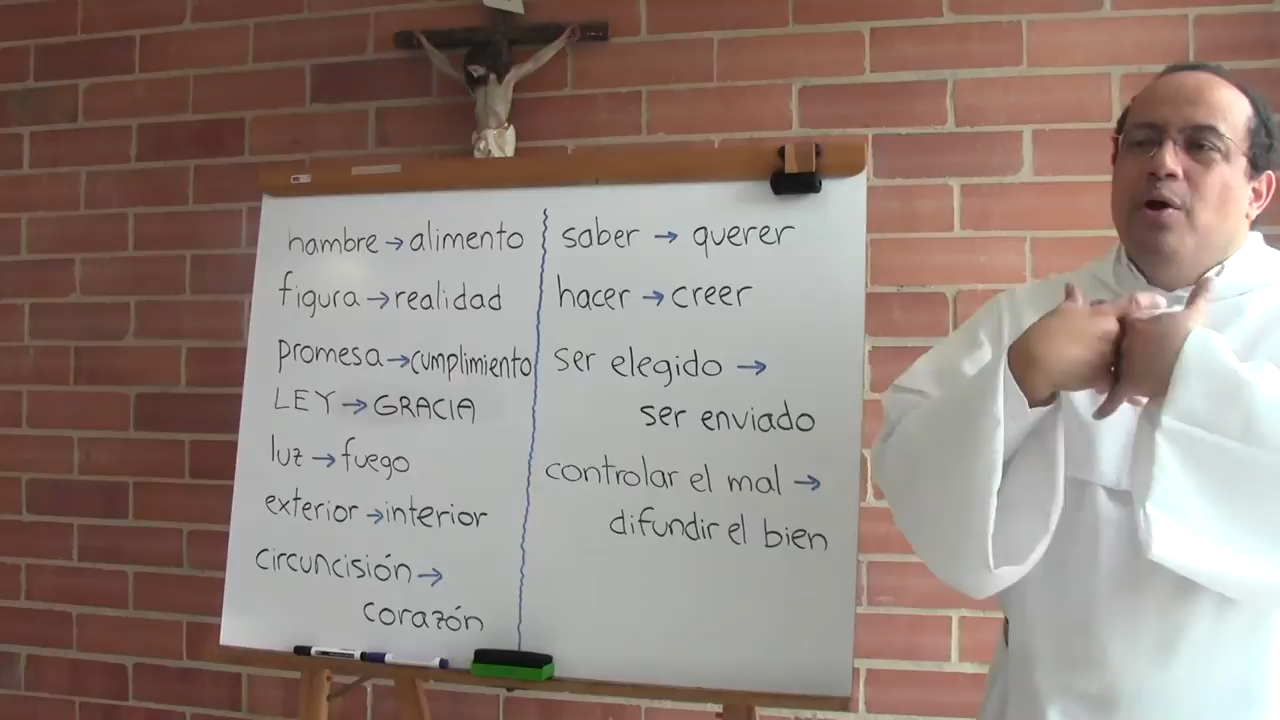 hambre → alimento
figura → realidad
promesa → cumplimiento
LEY → GRACIA
luz → fuego
exterior → interior
circuncisión →
corazón
saber → querer
hacer → creer
ser elegido →
ser enviado
controlar el mal →
difundir el bien